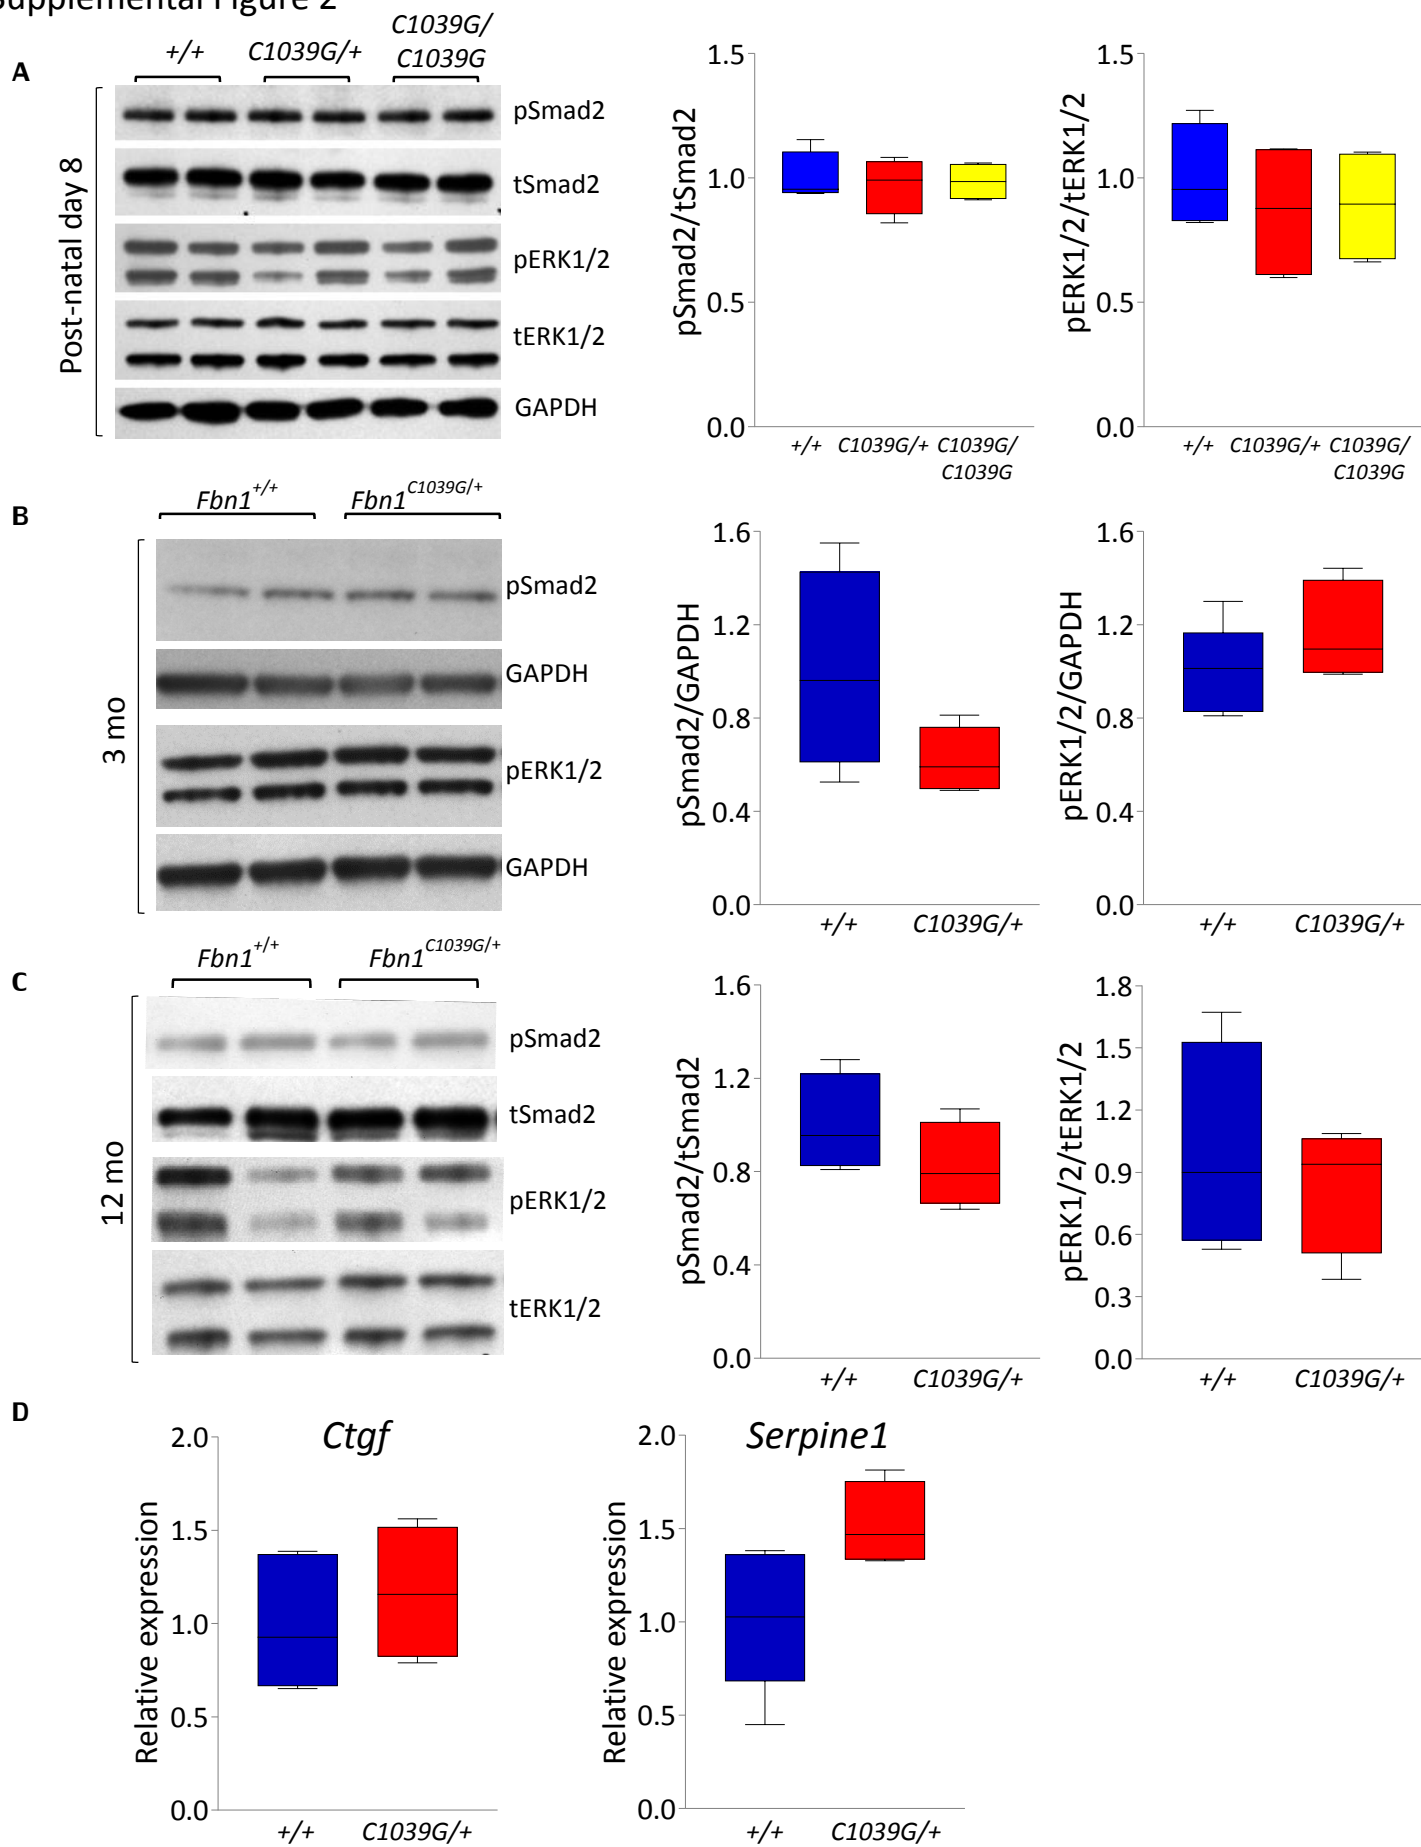 Supplemental Figure 2
A
+/+ C1039G/+ C1039G/
C1039G
Post-natal day 8
pSmad2
tSmad2
pERK1/2
tERK1/2
GAPDH
pSmad2/tSmad2
1.5
1.0
0.5
0.0
+/+ C1039G/+ C1039G/
C1039G
pERK1/2/tERK1/2
1.5
1.0
0.5
0.0
+/+ C1039G/+ C1039G/
C1039G
B
Fbn1+/+ Fbn1C1039G/+
3 mo
pSmad2
GAPDH
pERK1/2
GAPDH
pSmad2/GAPDH
1.6
1.2
0.8
0.4
0.0
+/+ C1039G/+
pERK1/2/GAPDH
1.6
1.2
0.8
0.4
0.0
+/+ C1039G/+
C
Fbn1+/+ Fbn1C1039G/+
12 mo
pSmad2
tSmad2
pERK1/2
tERK1/2
pSmad2/tSmad2
1.6
1.2
0.8
0.4
0.0
+/+ C1039G/+
pERK1/2/tERK1/2
1.8
1.5
1.2
0.9
0.6
0.3
0.0
+/+ C1039G/+
D
Ctgf
Relative expression
2.0
1.5
1.0
0.5
0.0
+/+ C1039G/+
Serpine1
Relative expression
2.0
1.5
1.0
0.5
0.0
+/+ C1039G/+